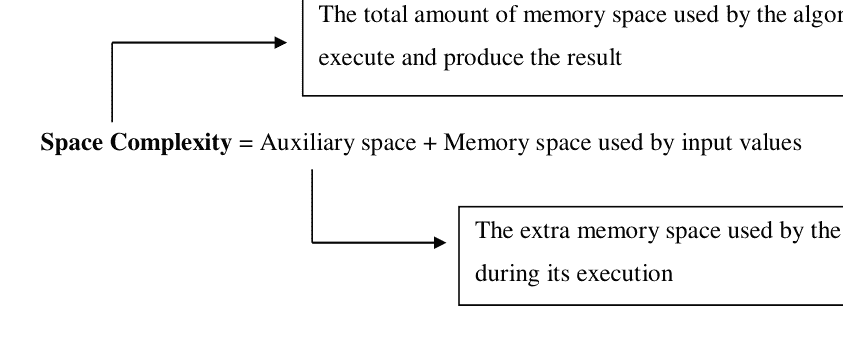 The total amount of memory space used by the
execute and produce the result
Space Complexity = Auxiliary space + Memory space used by input values
The extra memory space used by the
during its execution